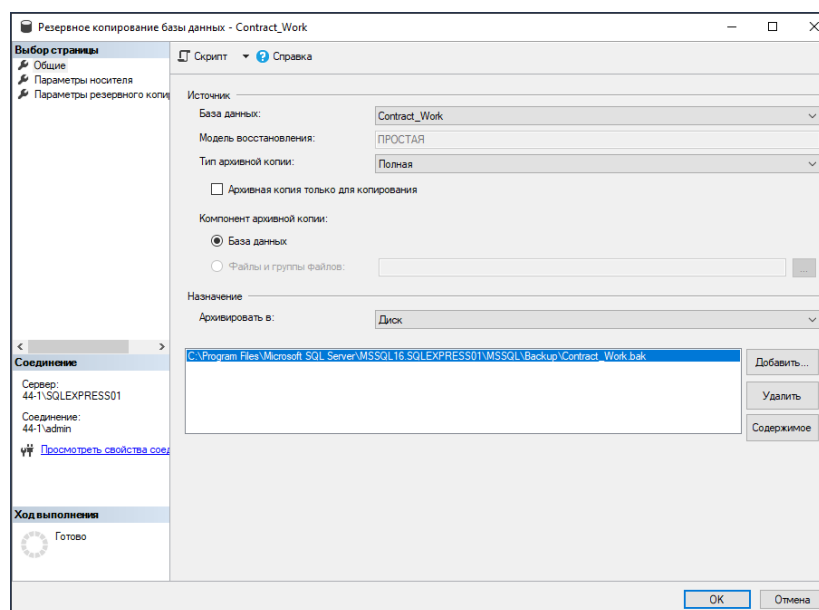 Резервное копирование базы данных - Contract_Work
Выбор страницы
Общие
Параметры носителя
Параметры резервного копи
Скрипт
Справка
Источник
База данных:
Contract_Work
Модель восстановления:
ПРОСТАЯ
Тип архивной копии:
Полная
Архивная копия только для копирования
Компонент архивной копии:
База данных
Файлы и группы файлов:
...
Назначение
Архивировать в:
Диск
C:\Program Files\Microsoft SQL Server\MSSQL16.SQLEXPRESS01\MSSQL\Backup\Contract_Work.bak
Добавить...
Удалить
Содержимое
Соединение
Сервер:
44-1\SQLEXPRESS01
Соединение:
44-1\admin
Просмотреть свойства соед
Ход выполнения
Готово
OK
Отмена